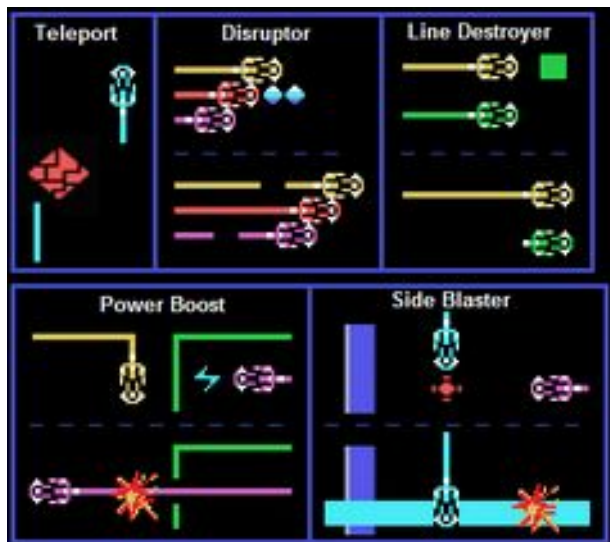 Teleport
Disruptor
Line Destroyer
Power Boost
Side Blaster